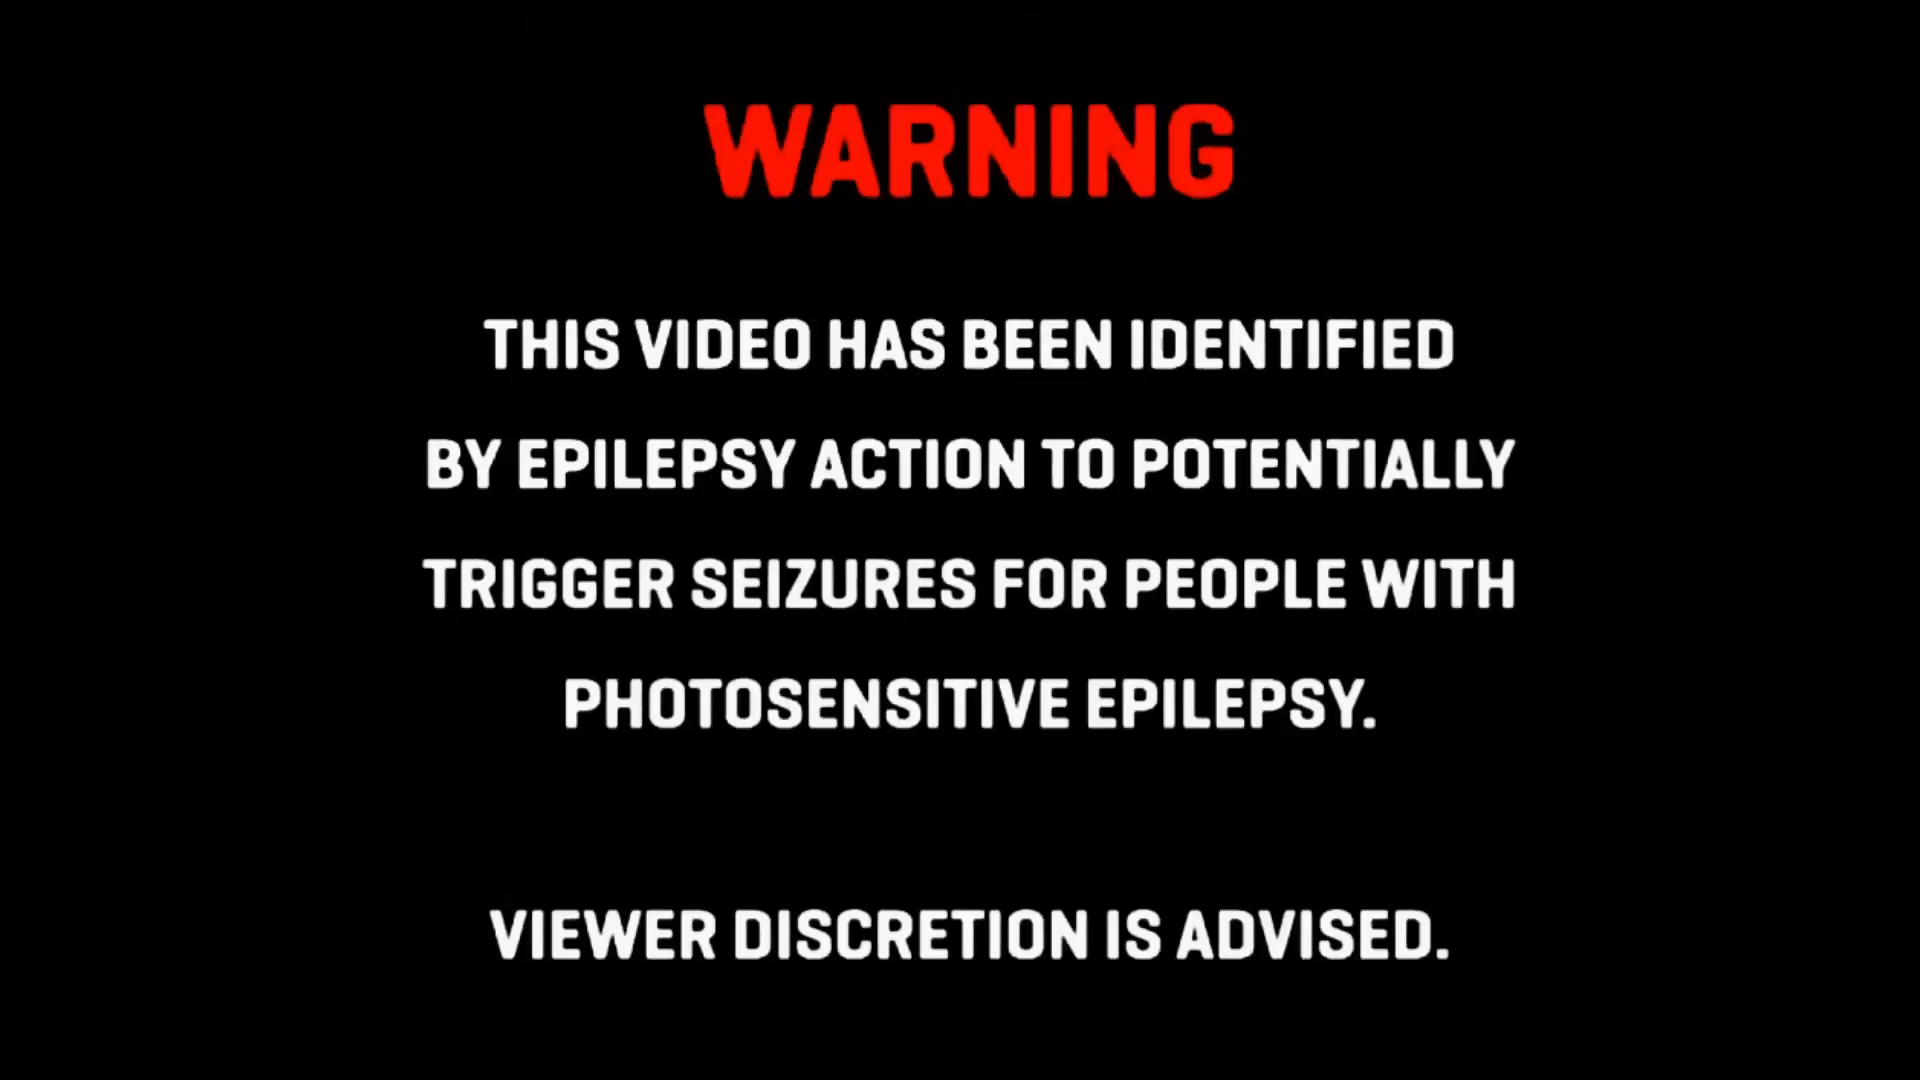 WARNING
THIS VIDEO HAS BEEN IDENTIFIED
BY EPILEPSY ACTION TO POTENTIALLY
TRIGGER SEIZURES FOR PEOPLE WITH
PHOTOSENSITIVE EPILEPSY.
VIEWER DISCRETION IS ADVISED.